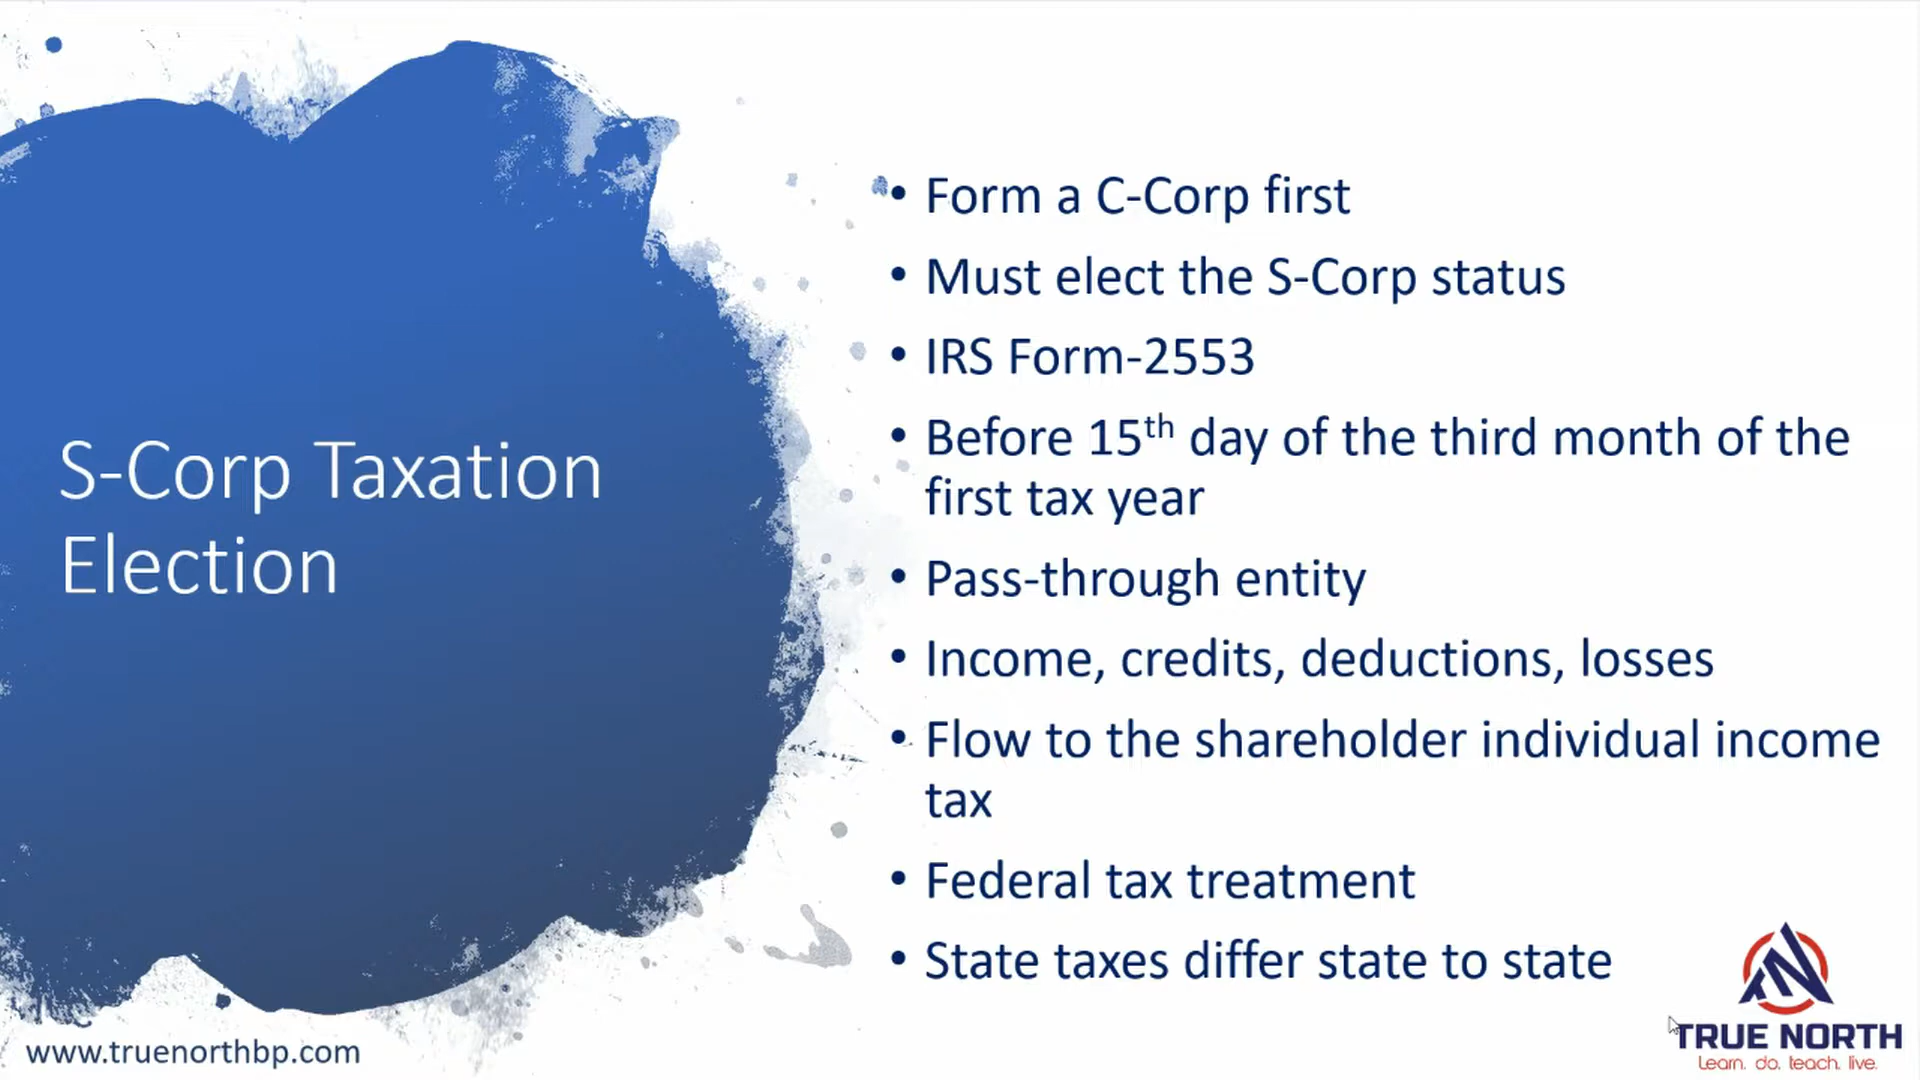 S-Corp Taxation
Election
• Form a C-Corp first
• Must elect the S-Corp status
• IRS Form-2553
• Before 15th day of the third month of the
first tax year
• Pass-through entity
• Income, credits, deductions, losses
• Flow to the shareholder individual income
tax
• Federal tax treatment
• State taxes differ state to state
www.truenorthbp.com
TRUE NORTH
Learn. do. teach. live.